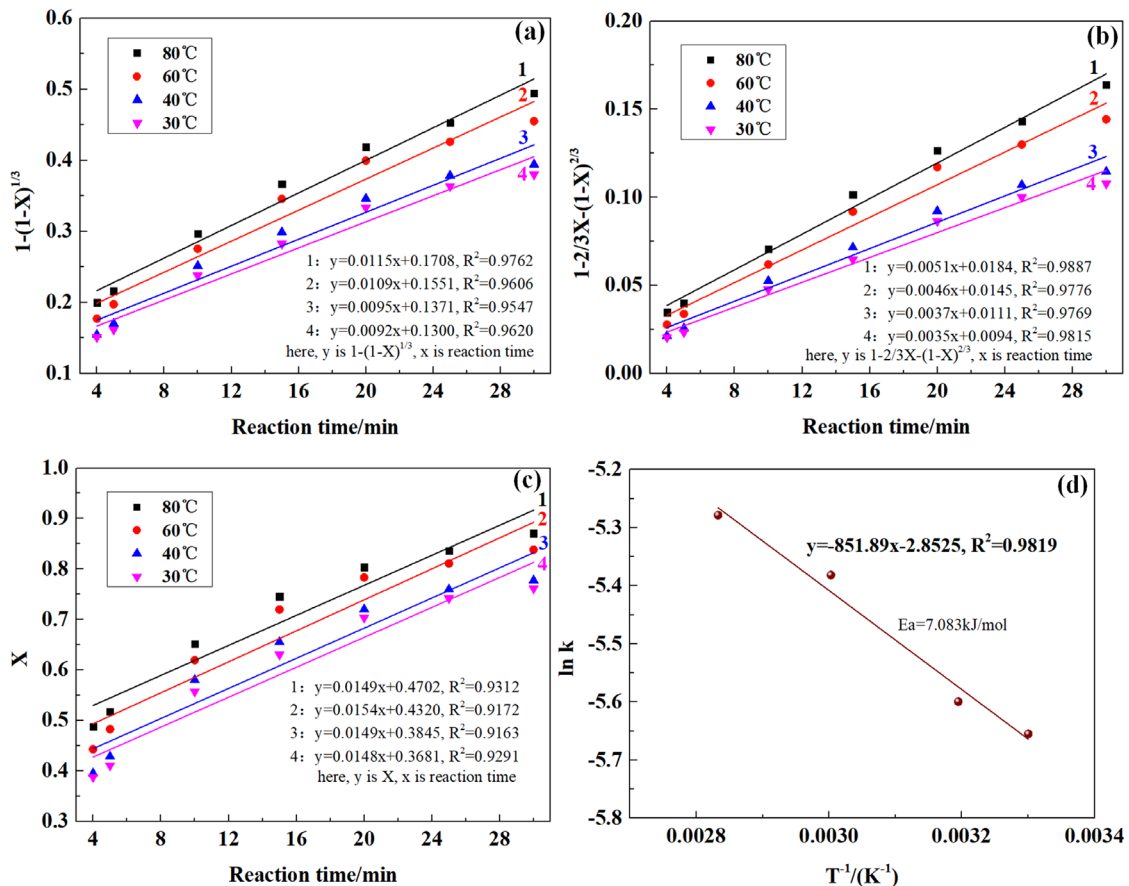 (a)
80℃
60℃
40℃
30℃
1
2
3
4
1：y=0.0115x+0.1708, R²=0.9762
2：y=0.0109x+0.1551, R²=0.9606
3：y=0.0095x+0.1371, R²=0.9547
4：y=0.0092x+0.1300, R²=0.9620
here, y is 1-(1-X)^1/3, x is reaction time
1-(1-X)^1/3
0.6
0.5
0.4
0.3
0.2
0.1
4 8 12 16 20 24 28
Reaction time/min
(b)
80℃
60℃
40℃
30℃
1
2
3
4
1：y=0.0051x+0.0184, R²=0.9887
2：y=0.0046x+0.0145, R²=0.9776
3：y=0.0037x+0.0111, R²=0.9769
4：y=0.0035x+0.0094, R²=0.9815
here, y is 1-2/3X-(1-X)^2/3, x is reaction time
1-2/3X-(1-X)^2/3
0.20
0.15
0.10
0.05
0.00
4 8 12 16 20 24 28
Reaction time/min
(c)
80℃
60℃
40℃
30℃
1
2
3
4
1：y=0.0149x+0.4702, R²=0.9312
2：y=0.0154x+0.4320, R²=0.9172
3：y=0.0149x+0.3845, R²=0.9163
4：y=0.0148x+0.3681, R²=0.9291
here, y is X, x is reaction time
X
1.0
0.9
0.8
0.7
0.6
0.5
0.4
0.3
4 8 12 16 20 24 28
Reaction time/min
(d)
y=-851.89x-2.8525, R²=0.9819
Ea=7.083kJ/mol
ln k
-5.2
-5.3
-5.4
-5.5
-5.6
-5.7
-5.8
0.0028 0.0030 0.0032 0.0034
T⁻¹/(K⁻¹)